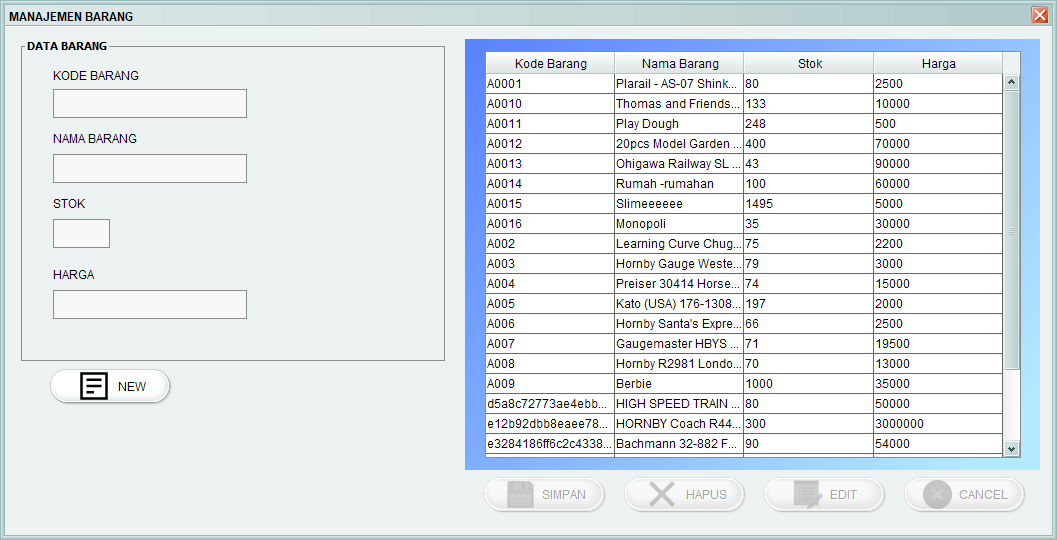 MANAJEMEN BARANG
DATA BARANG
KODE BARANG
NAMA BARANG
STOK
HARGA
NEW
Kode Barang Nama Barang Stok Harga
A0001 Plarail - AS-07 Shink... 80 2500
A0010 Thomas and Friends... 133 10000
A0011 Play Dough 248 500
A0012 20pcs Model Garden ... 400 70000
A0013 Ohigawa Railway SL ... 43 90000
A0014 Rumah -rumahan 100 60000
A0015 Slimeeeeee 1495 5000
A0016 Monopoli 35 30000
A002 Learning Curve Chug... 75 2200
A003 Hornby Gauge Weste... 79 3000
A004 Preiser 30414 Horse... 74 15000
A005 Kato (USA) 176-1308... 197 2000
A006 Hornby Santa's Expre... 66 2500
A007 Gaugemaster HBYS ... 71 19500
A008 Hornby R2981 Londo... 70 13000
A009 Berbie 1000 35000
d5a8c72773ae4ebb... HIGH SPEED TRAIN ... 80 50000
e12b92dbb8eaee78... HORNBY Coach R44... 300 3000000
e3284186ff6c2c4338... Bachmann 32-882 F... 90 54000
SIMPAN HAPUS EDIT CANCEL